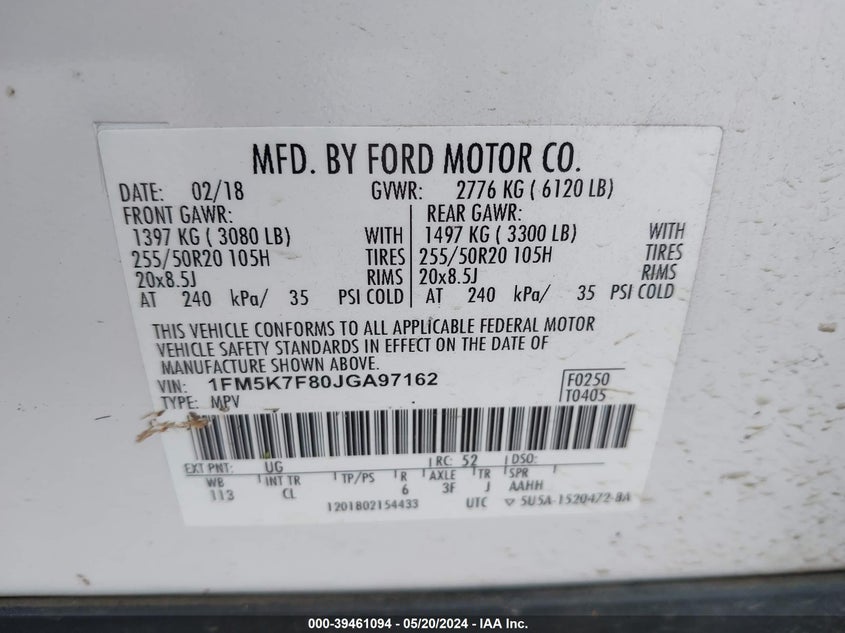 MFD. BY FORD MOTOR CO.
DATE: 02/18 GVWR: 2776 KG ( 6120 LB)
FRONT GAWR: REAR GAWR:
1397 KG ( 3080 LB) WITH 1497 KG ( 3300 LB) WITH
255/50R20 105H TIRES 255/50R20 105H TIRES
20x8.5J RIMS 20x8.5J RIMS
AT 240 kPa/ 35 PSI COLD AT 240 kPa/ 35 PSI COLD
THIS VEHICLE CONFORMS TO ALL APPLICABLE FEDERAL MOTOR
VEHICLE SAFETY STANDARDS IN EFFECT ON THE DATE OF
MANUFACTURE SHOWN ABOVE.
VIN: 1FM5K7F80JGA97162 F0250
TYPE: MPV T0405
EXT PNT: UG RC: 52 DSO:
WB INT TR TP/PS R AXLE TR SPR
113 CL 6 3F J AAHH
1201802154433 UTC ▽ 5U5A-1520472-BA
000-39461094 — 05/20/2024 — IAA Inc.